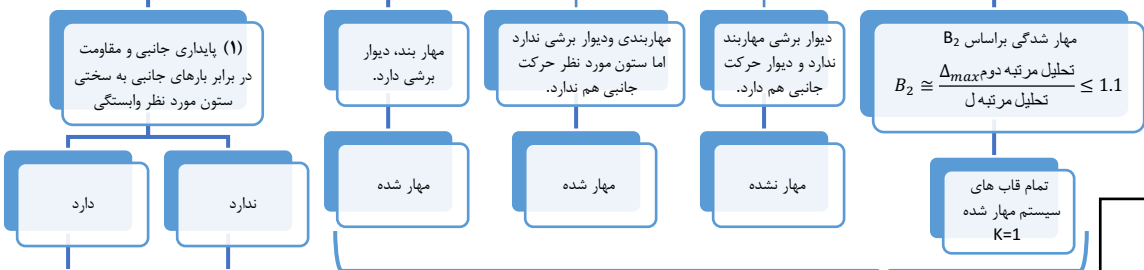 مهار شدگی براساس B2
B2 ≅ Δmax تحلیل مرتبه دوم / تحلیل مرتبه ل ≤ 1.1
دیوار برشی مهاربند
ندارد و دیوار حرکت
جانبی هم دارد.
مهاربندی ودیوار برشی ندارد
اما ستون مورد نظر حرکت
جانبی هم ندارد.
مهار بند، دیوار
برشی دارد.
(۱) پایداری جانبی و مقاومت
در برابر بارهای جانبی به سختی
ستون مورد نظر وابستگی
تمام قاب های
سیستم مهار شده
K=1
مهار نشده
مهار شده
مهار شده
ندارد
دارد